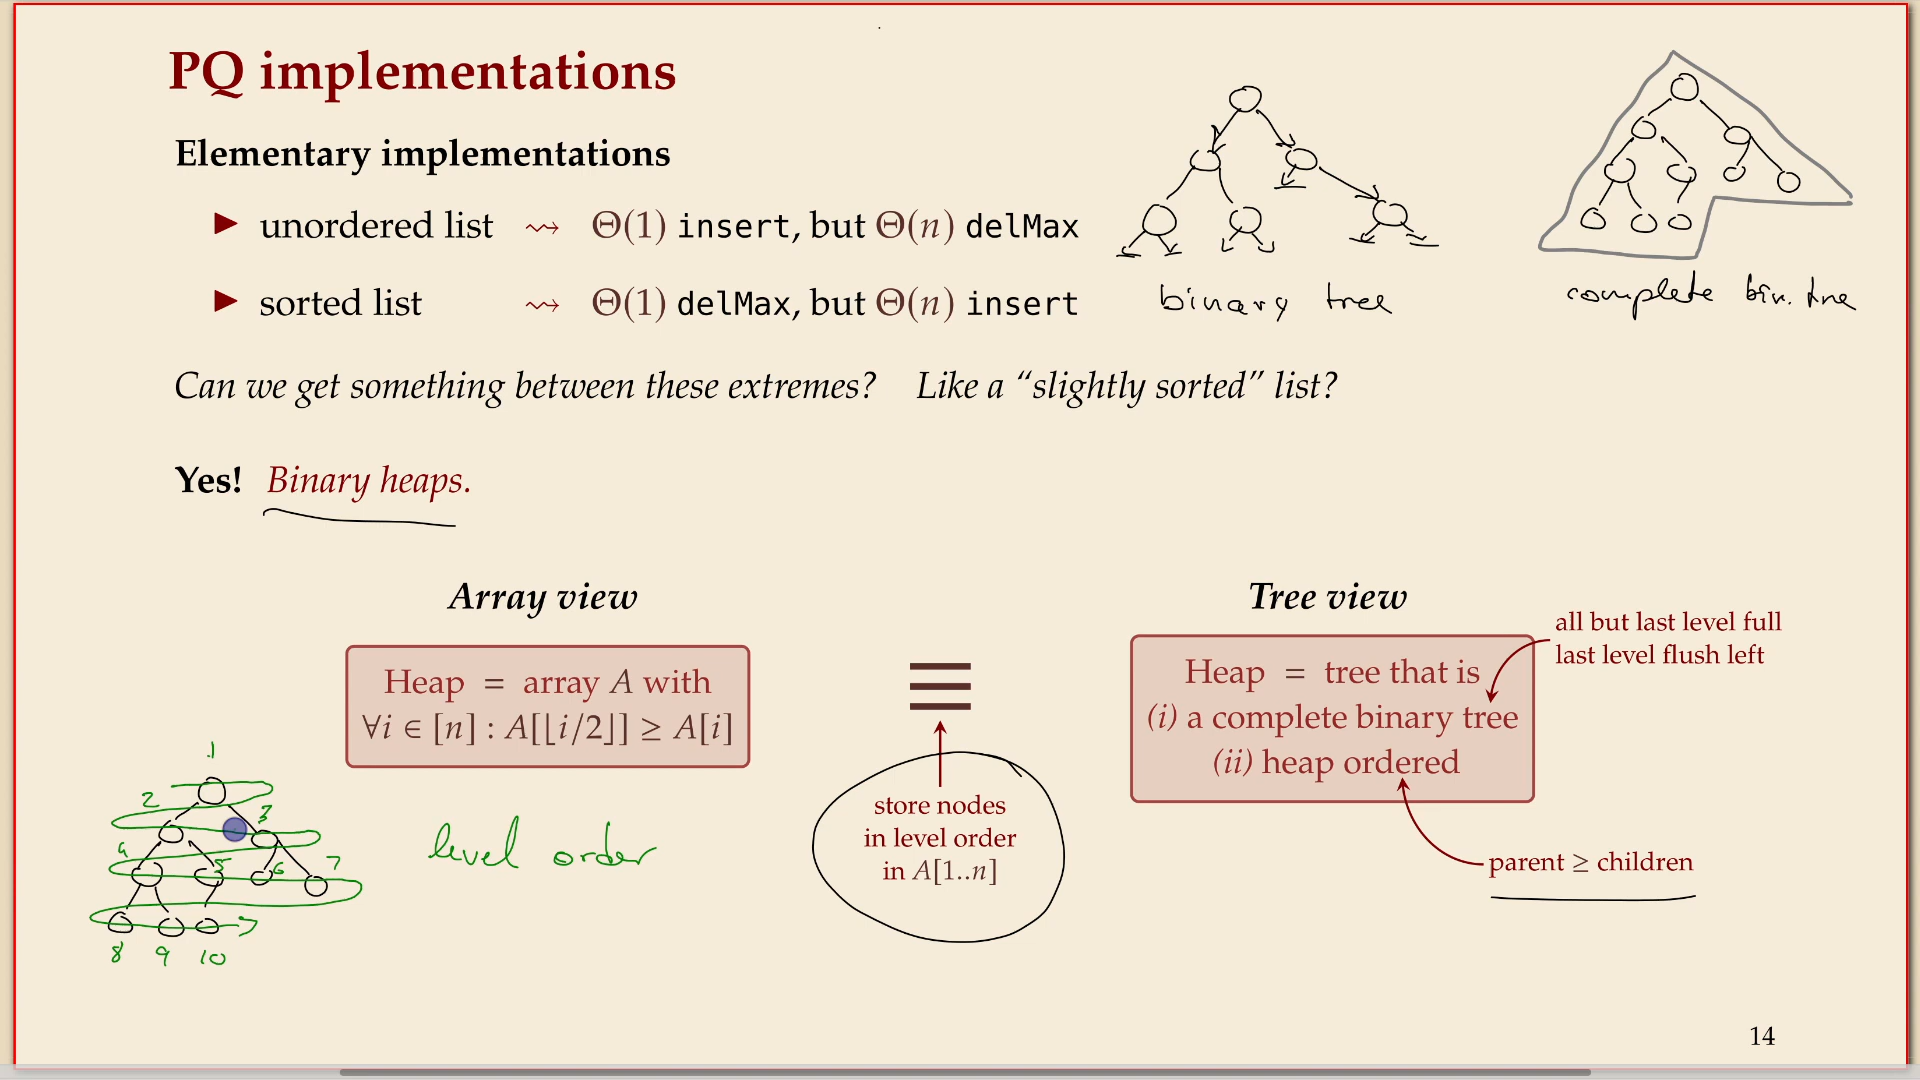 PQ implementations
Elementary implementations
▶ unordered list ⇝ Θ(1) insert, but Θ(n) delMax
▶ sorted list ⇝ Θ(1) delMax, but Θ(n) insert
binary tree
complete bin. tree
Can we get something between these extremes? Like a “slightly sorted” list?
Yes! Binary heaps.
Array view
Heap = array A with
∀i ∈ [n] : A[⌊i/2⌋] ≥ A[i]
≡
store nodes
in level order
in A[1..n]
Tree view
Heap = tree that is
(i) a complete binary tree
(ii) heap ordered
all but last level full
last level flush left
parent ≥ children
1
2 3
4 5 6 7
8 9 10
level order
14